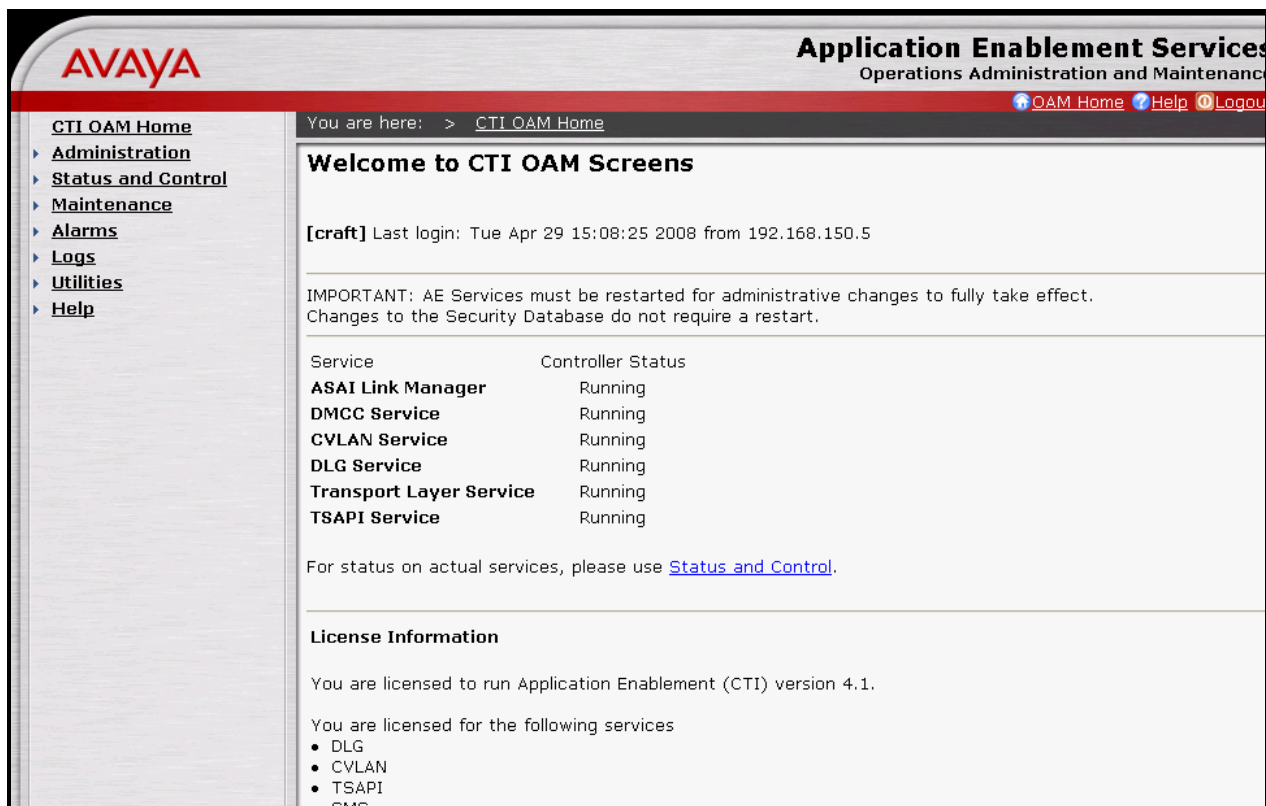 AVAYA
Application Enablement Services
Operations Administration and Maintenance
OAM Home Help Logou
CTI OAM Home
Administration
Status and Control
Maintenance
Alarms
Logs
Utilities
Help
You are here: > CTI OAM Home
Welcome to CTI OAM Screens
[craft] Last login: Tue Apr 29 15:08:25 2008 from 192.168.150.5
IMPORTANT: AE Services must be restarted for administrative changes to fully take effect.
Changes to the Security Database do not require a restart.
Service Controller Status
ASAI Link Manager Running
DMCC Service Running
CVLAN Service Running
DLG Service Running
Transport Layer Service Running
TSAPI Service Running
For status on actual services, please use Status and Control.
License Information
You are licensed to run Application Enablement (CTI) version 4.1.
You are licensed for the following services
• DLG
• CVLAN
• TSAPI